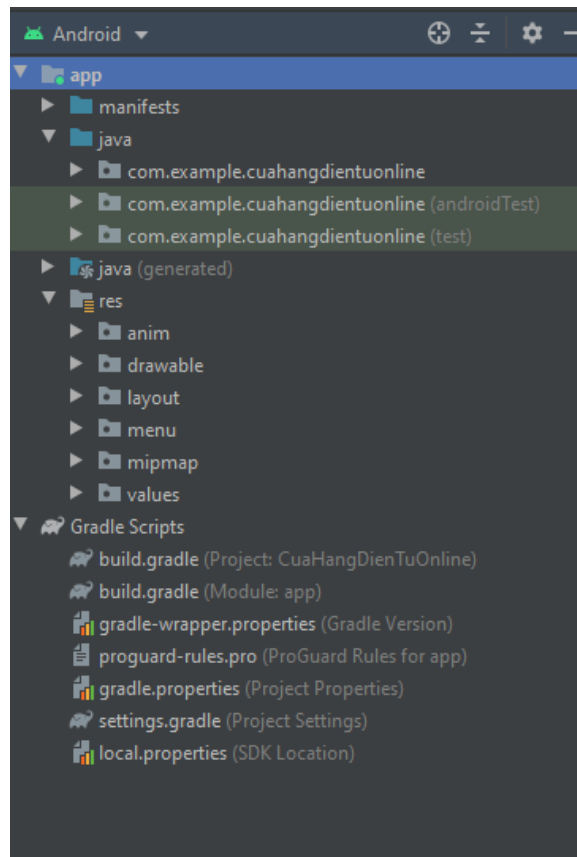 Android
app
manifests
java
com.example.cuahangdientuonline
com.example.cuahangdientuonline (androidTest)
com.example.cuahangdientuonline (test)
java (generated)
res
anim
drawable
layout
menu
mipmap
values
Gradle Scripts
build.gradle (Project: CuaHangDienTuOnline)
build.gradle (Module: app)
gradle-wrapper.properties (Gradle Version)
proguard-rules.pro (ProGuard Rules for app)
gradle.properties (Project Properties)
settings.gradle (Project Settings)
local.properties (SDK Location)